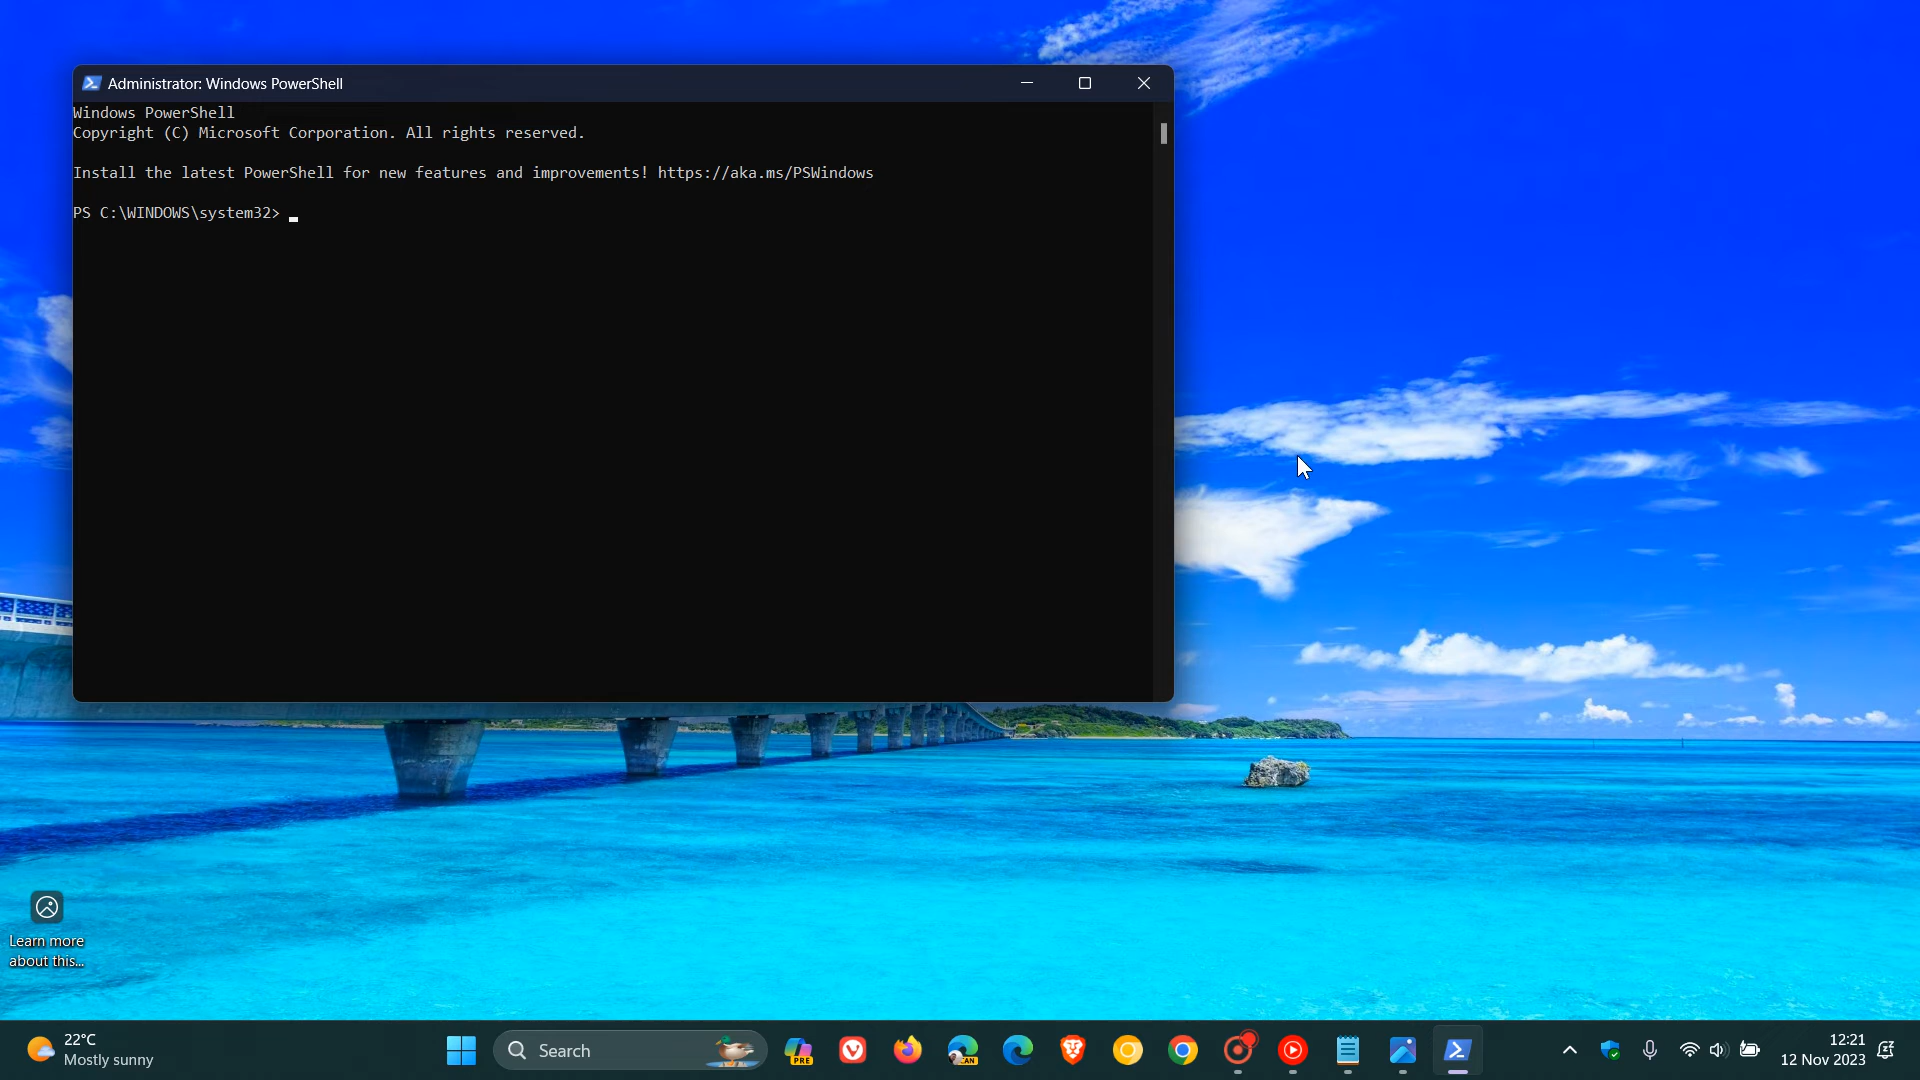 Administrator: Windows PowerShell
Windows PowerShell
Copyright (C) Microsoft Corporation. All rights reserved.
Install the latest PowerShell for new features and improvements! https://aka.ms/PSWindows
PS C:\WINDOWS\system32>
Learn more
about this...
22°C
Mostly sunny
Search
PRE
CAN
12:21
12 Nov 2023